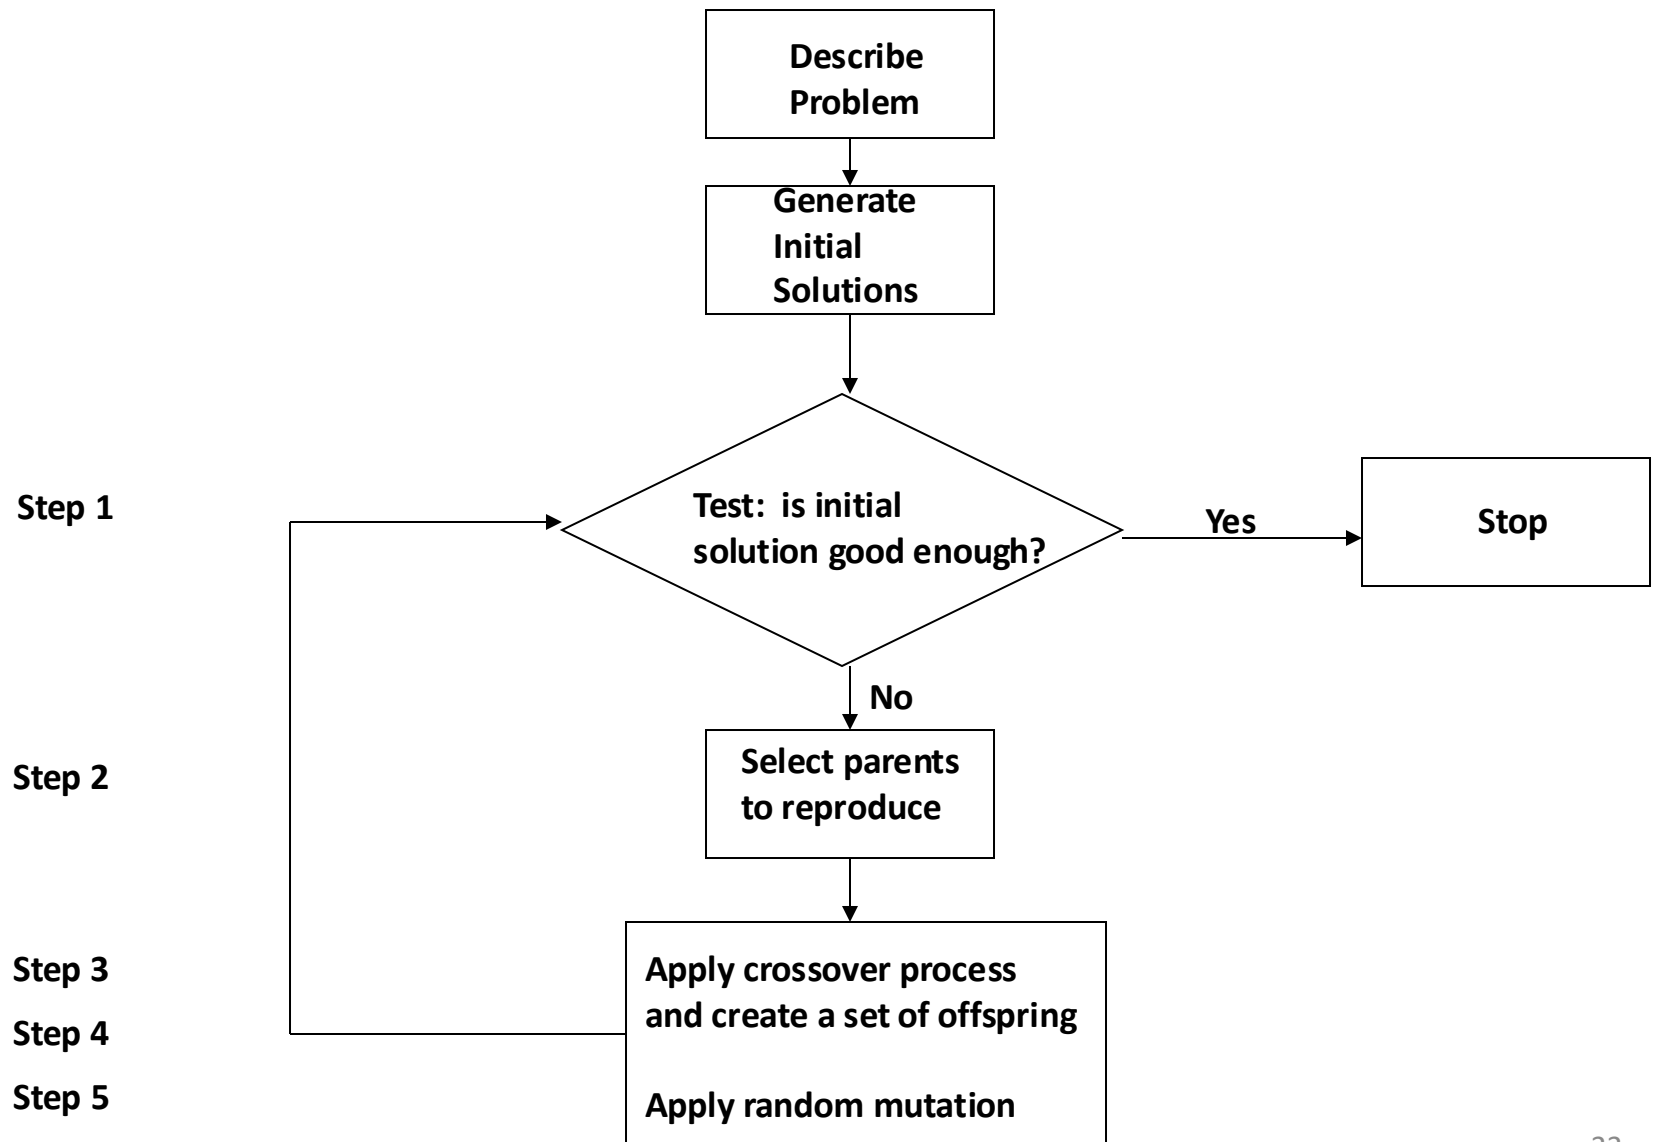 Describe
Problem
Generate
Initial
Solutions
Step 1
Test:  is initial
solution good enough?
Yes
Stop
No
Step 2
Select parents
to reproduce
Step 3
Apply crossover process
and create a set of offspring
Step 4
Step 5
Apply random mutation